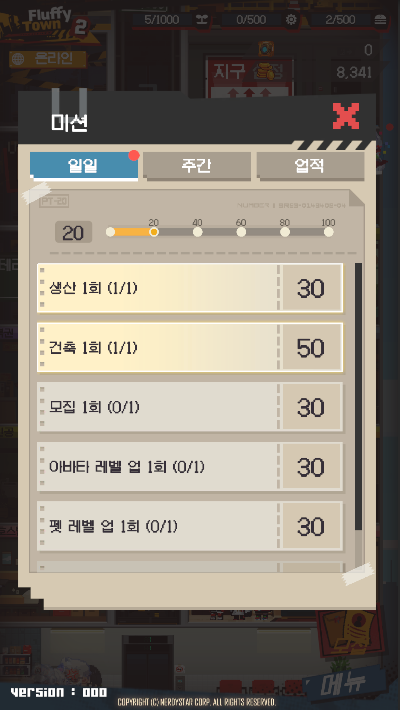 Fluffy Town 2
5/1000 0/500 2/500
온라인
0
지구
8,341
미션
일일 주간 업적
PT-20
20
20 40 60 80 100
생산 1회 (1/1) 30
건축 1회 (1/1) 50
모집 1회 (0/1) 30
아바타 레벨 업 1회 (0/1) 30
펫 레벨 업 1회 (0/1) 30
메뉴
version : 000
COPYRIGHT (C) NERDYSTAR CORP. ALL RIGHTS RESERVED.